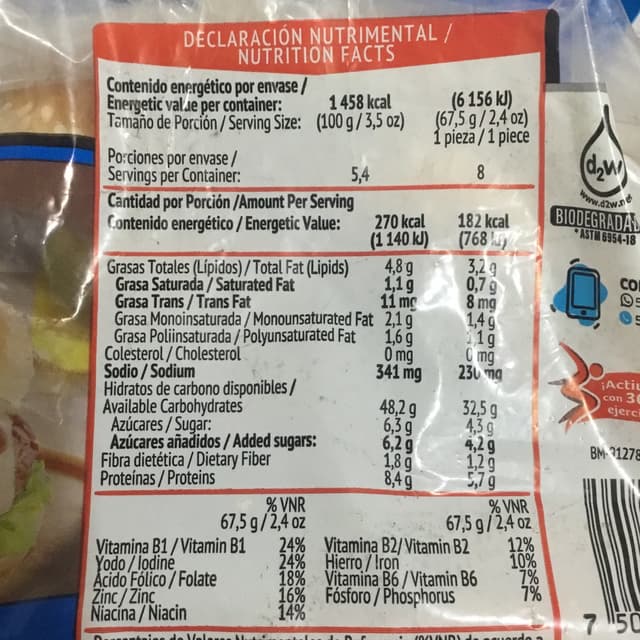 DECLARACIÓN NUTRIMENTAL /
NUTRITION FACTS
Contenido energético por envase /
Energetic value per container: 1 458 kcal (6 156 kJ)
Tamaño de Porción / Serving Size: (100 g / 3,5 oz) (67,5 g / 2,4 oz)
1 pieza / 1 piece
Porciones por envase /
Servings per Container: 5,4 8
Cantidad por Porción /Amount Per Serving
Contenido energético / Energetic Value: 270 kcal 182 kcal
(1 140 kJ) (768 kJ)
Grasas Totales (Lípidos) / Total Fat (Lipids) 4,8 g 3,2 g
Grasa Saturada / Saturated Fat 1,1 g 0,7 g
Grasa Trans / Trans Fat 11 mg 8 mg
Grasa Monoinsaturada / Monounsaturated Fat 2,1 g 1,4 g
Grasa Poliinsaturada / Polyunsaturated Fat 1,6 g 1,1 g
Colesterol / Cholesterol 0 mg 0 mg
Sodio / Sodium 341 mg 230 mg
Hidratos de carbono disponibles /
Available Carbohydrates 48,2 g 32,5 g
Azúcares / Sugar: 6,3 g 4,3 g
Azúcares añadidos / Added sugars: 6,2 g 4,2 g
Fibra dietética / Dietary Fiber 1,8 g 1,2 g
Proteínas / Proteins 8,4 g 5,7 g
% VNR % VNR
67,5 g / 2,4 oz 67,5 g / 2,4 oz
Vitamina B1 / Vitamin B1 24% Vitamina B2/ Vitamin B2 12%
Yodo / Iodine 24% Hierro / Iron 10%
Ácido Fólico / Folate 18% Vitamina B6 / Vitamin B6 7%
Zinc / Zinc 16% Fósforo / Phosphorus 7%
Niacina / Niacin 14%
d2w
www.d2w.net
BIODEGRADA
* ASTM 6954-18
¡Activ
con 30
ejerci
7 50